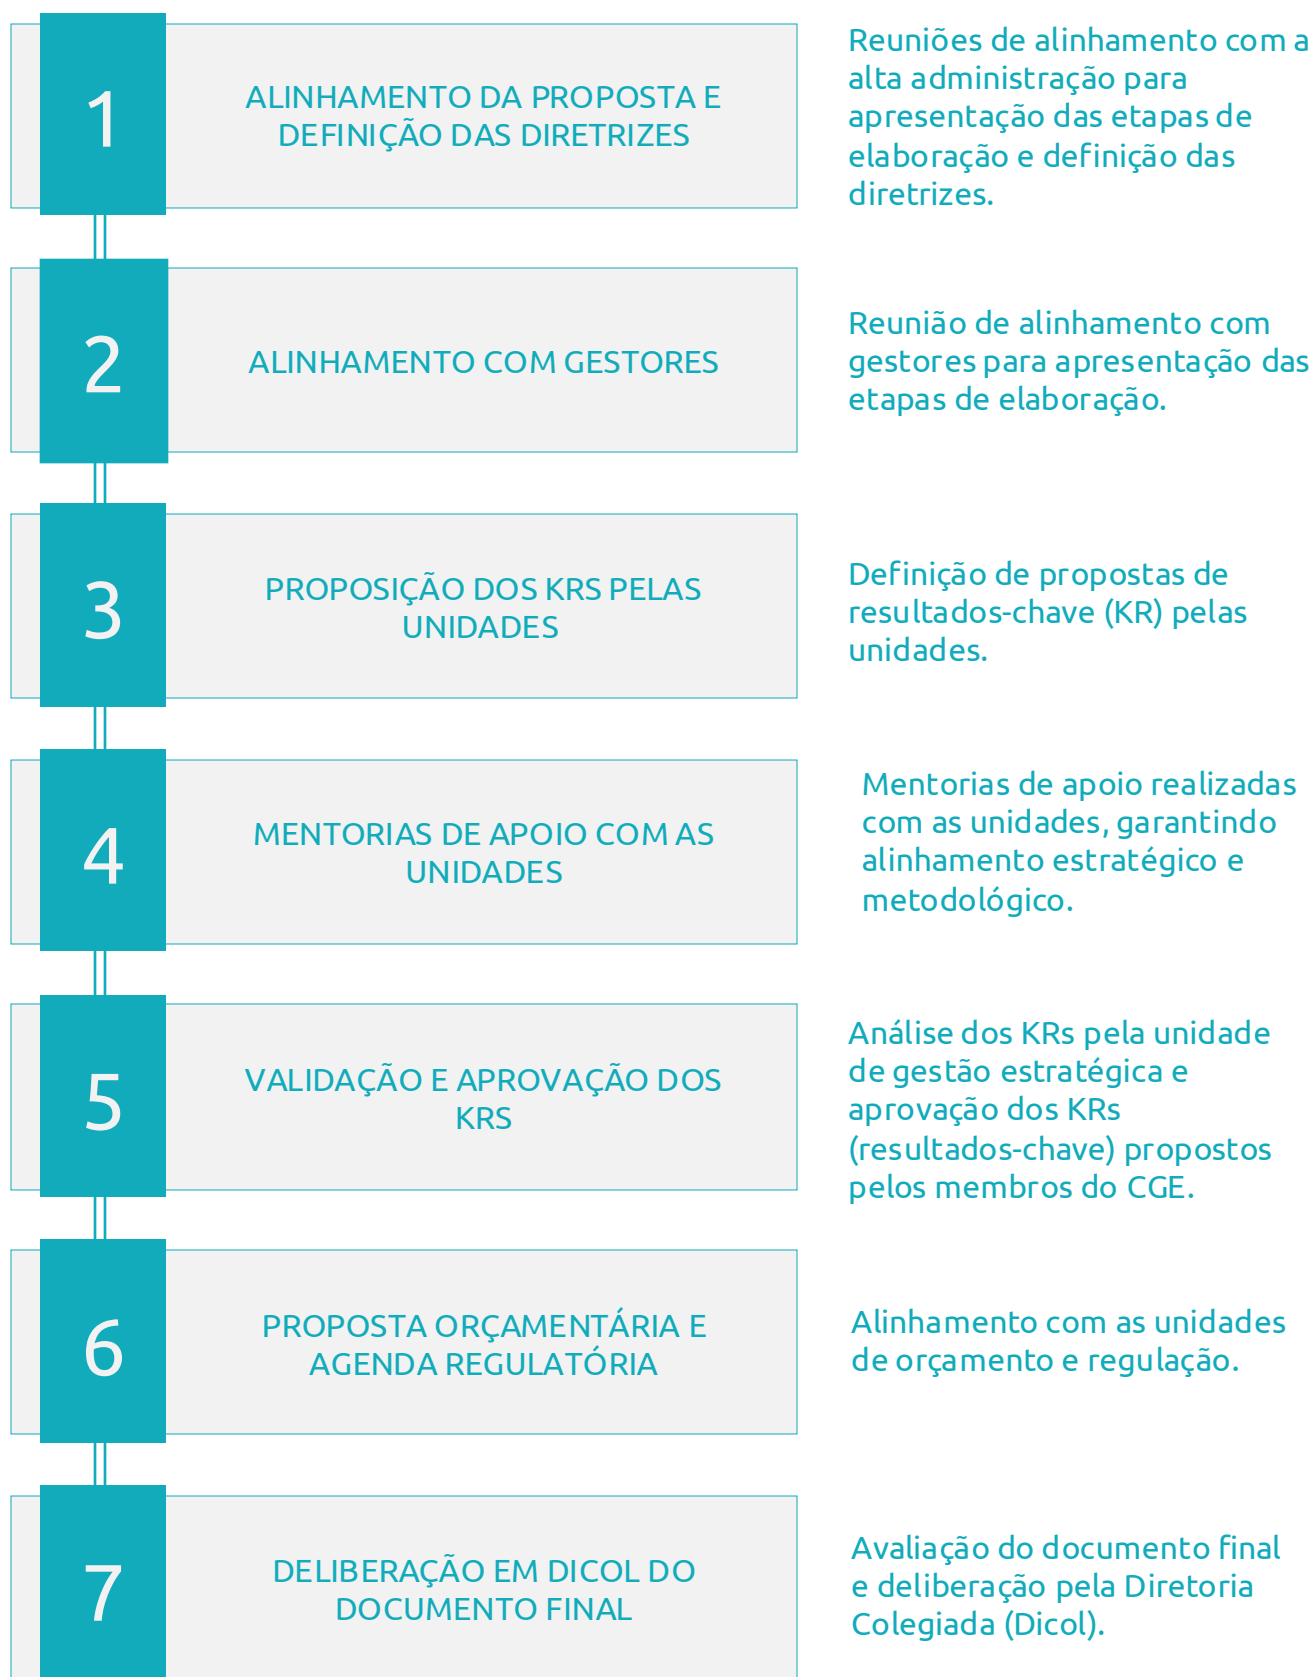 1
ALINHAMENTO DA PROPOSTA E
DEFINIÇÃO DAS DIRETRIZES
Reuniões de alinhamento com a
alta administração para
apresentação das etapas de
elaboração e definição das
diretrizes.
2
ALINHAMENTO COM GESTORES
Reunião de alinhamento com
gestores para apresentação das
etapas de elaboração.
3
PROPOSIÇÃO DOS KRS PELAS
UNIDADES
Definição de propostas de
resultados-chave (KR) pelas
unidades.
4
MENTORIAS DE APOIO COM AS
UNIDADES
Mentorias de apoio realizadas
com as unidades, garantindo
alinhamento estratégico e
metodológico.
5
VALIDAÇÃO E APROVAÇÃO DOS
KRS
Análise dos KRs pela unidade
de gestão estratégica e
aprovação dos KRs
(resultados-chave) propostos
pelos membros do CGE.
6
PROPOSTA ORÇAMENTÁRIA E
AGENDA REGULATÓRIA
Alinhamento com as unidades
de orçamento e regulação.
7
DELIBERAÇÃO EM DICOL DO
DOCUMENTO FINAL
Avaliação do documento final
e deliberação pela Diretoria
Colegiada (Dicol).